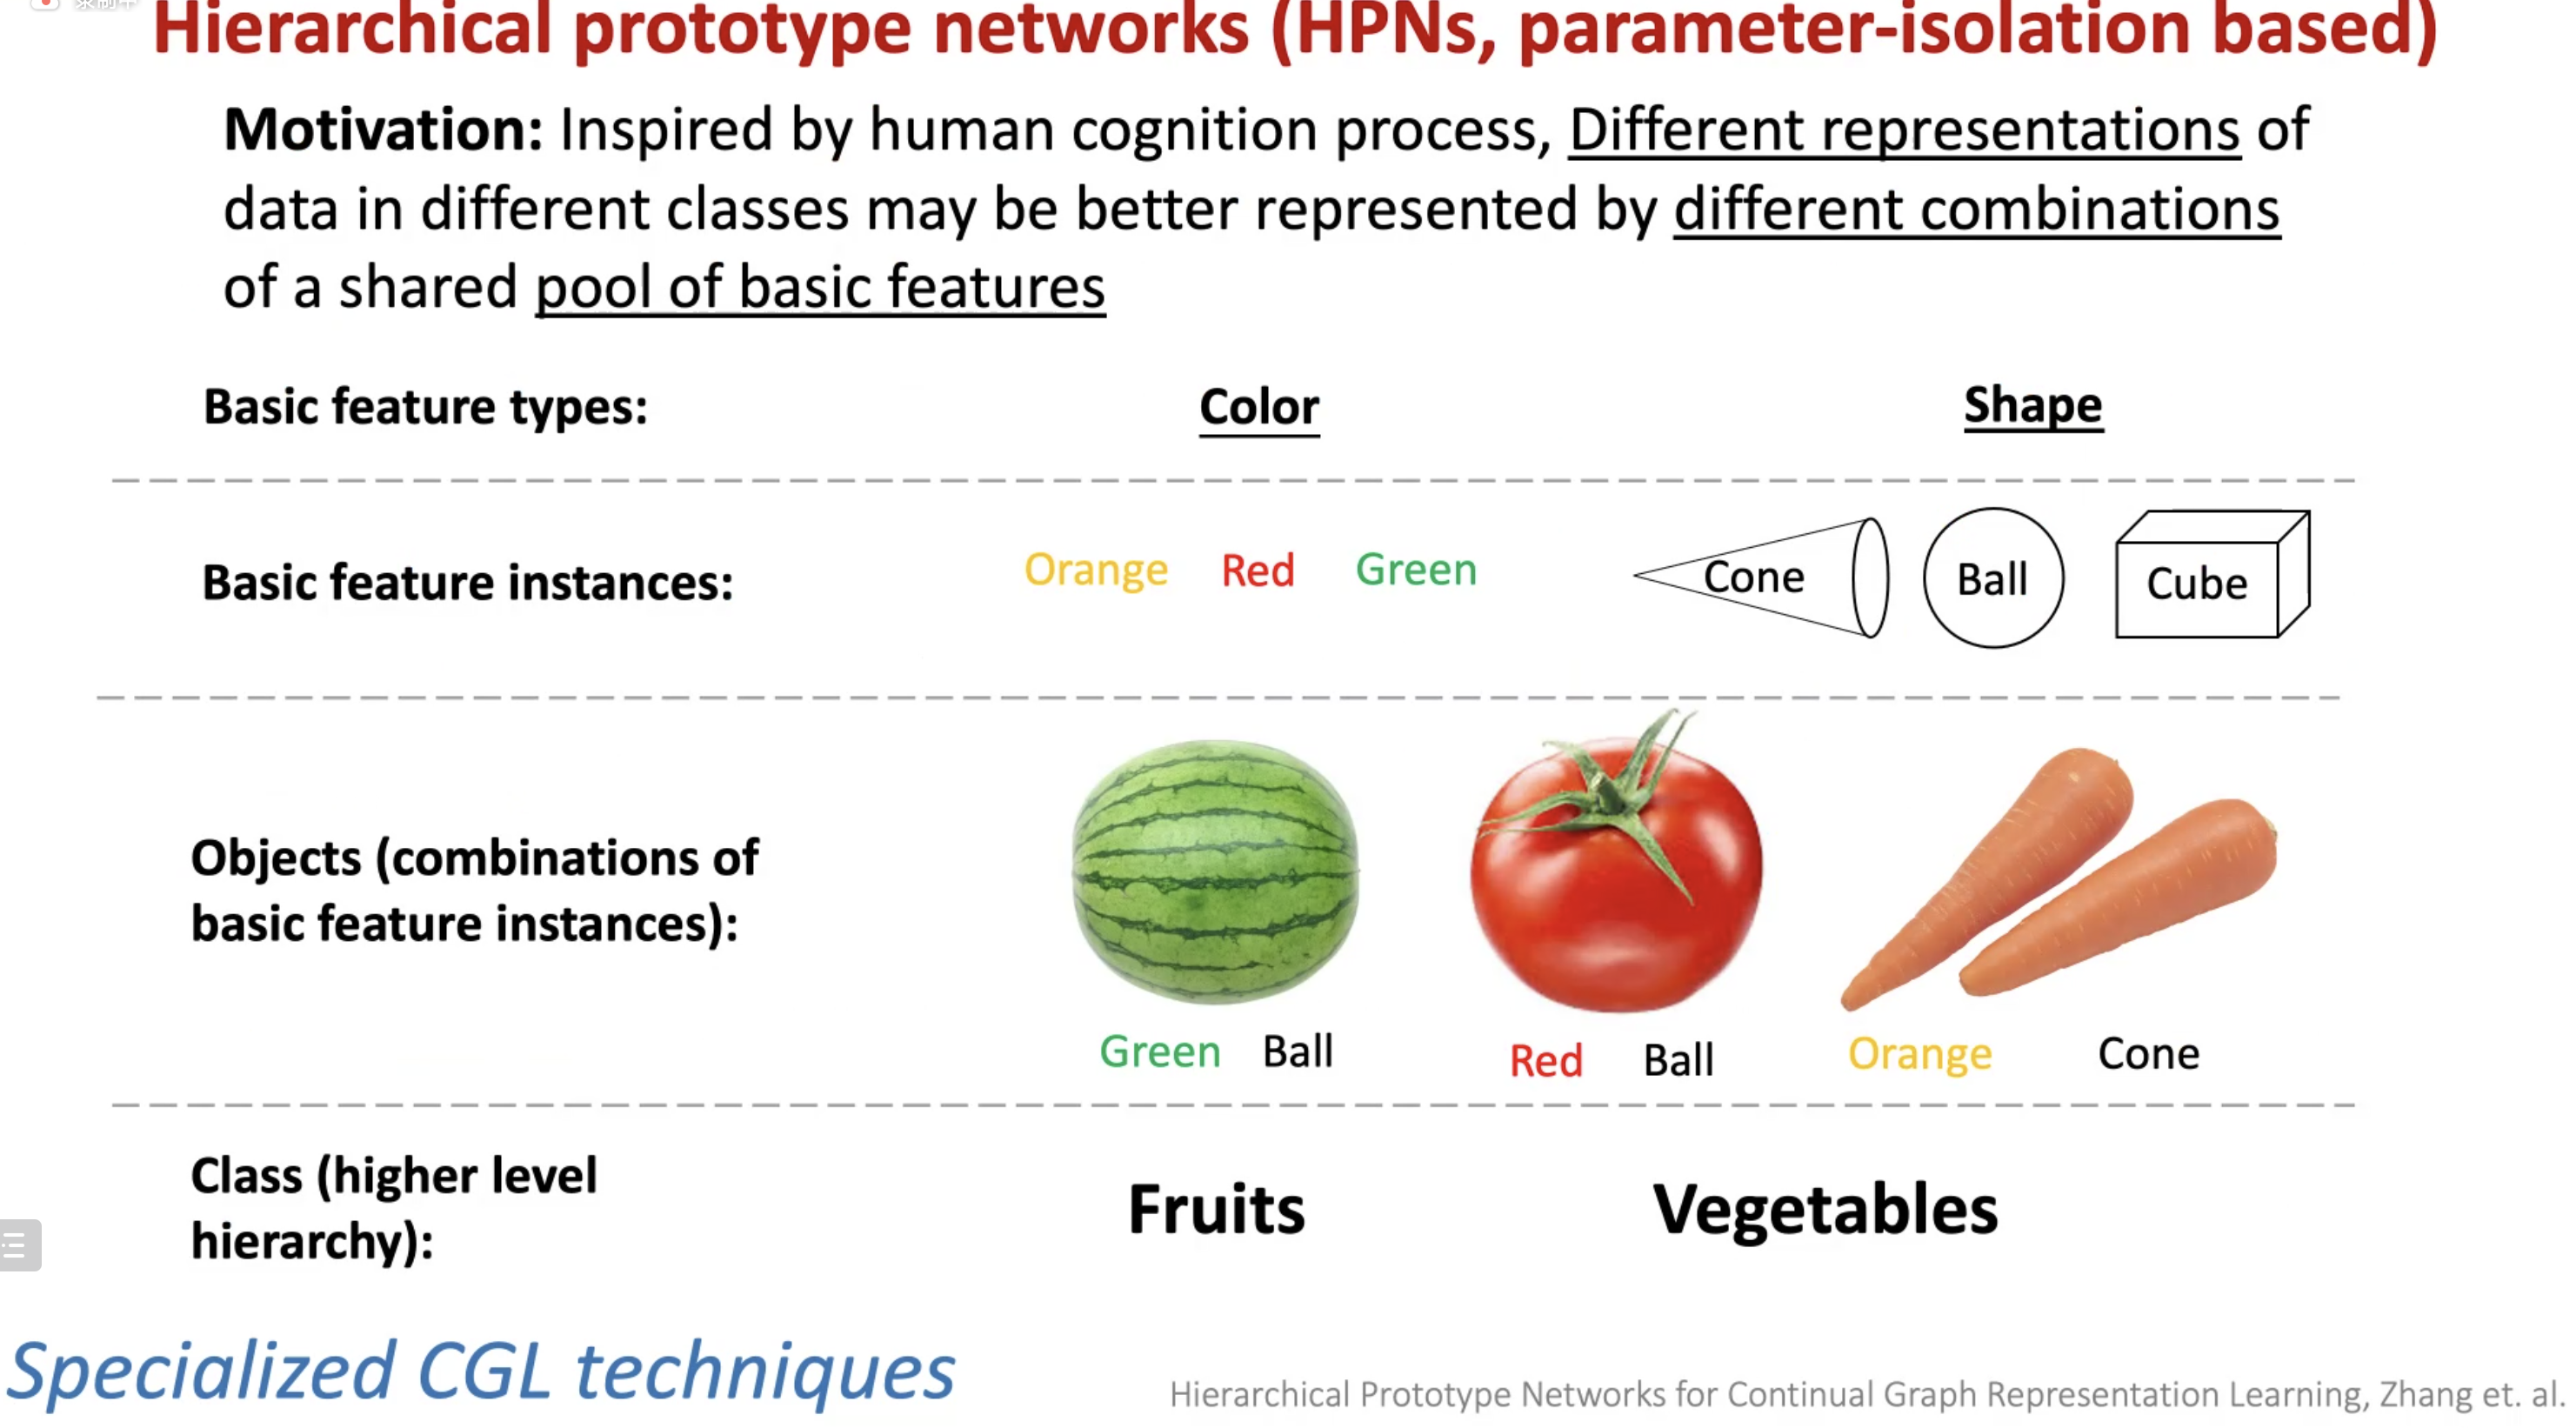 Hierarchical prototype networks (HPNs, parameter-isolation based)
Motivation: Inspired by human cognition process, Different representations of
data in different classes may be better represented by different combinations
of a shared pool of basic features
Basic feature types:
Color
Shape
Basic feature instances:
Orange Red Green
Cone
Ball
Cube
Objects (combinations of
basic feature instances):
Green Ball
Red Ball
Orange Cone
Class (higher level
hierarchy):
Fruits
Vegetables
Specialized CGL techniques
Hierarchical Prototype Networks for Continual Graph Representation Learning, Zhang et. al.